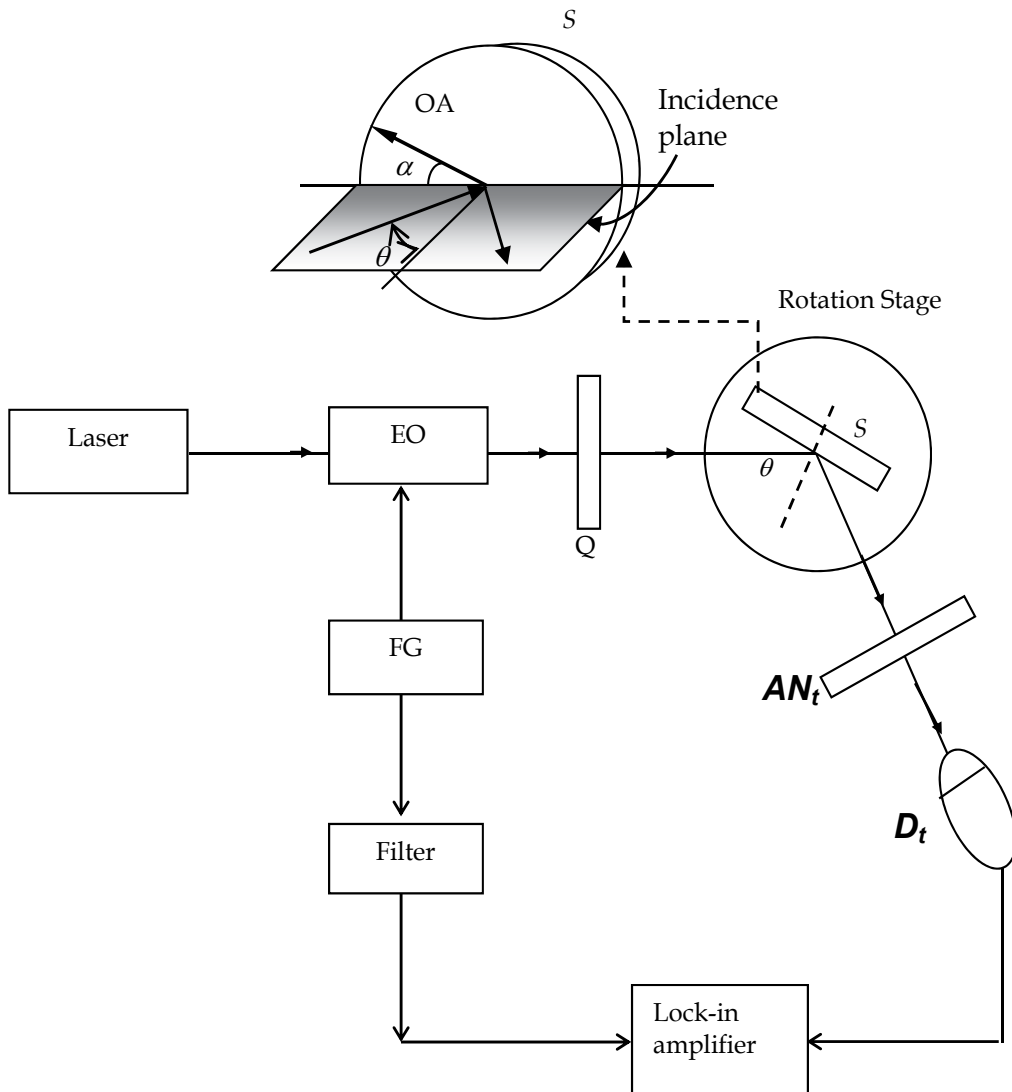 S
OA
Incidence
plane
α
θ
Rotation Stage
Laser
EO
S
θ
Q
FG
ANt
Dt
Filter
Lock-in
amplifier